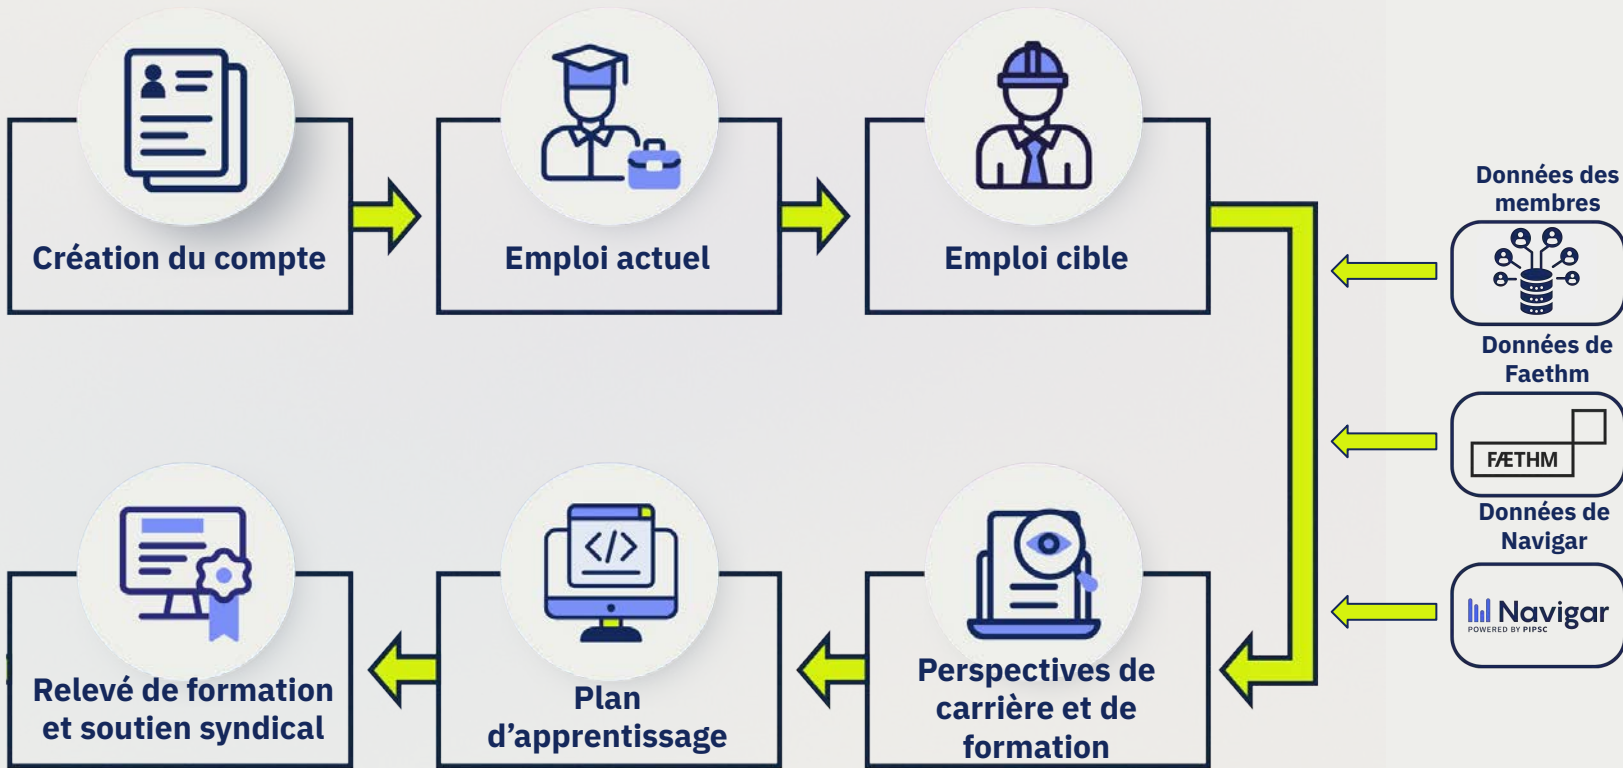 Création du compte
Emploi actuel
Emploi cible
Données des
membres
Données de
Faethm
FÆTHM
Données de
Navigar
Navigar
POWERED BY PIPSC
Perspectives de
carrière et de
formation
</>
Plan
d’apprentissage
Relevé de formation
et soutien syndical